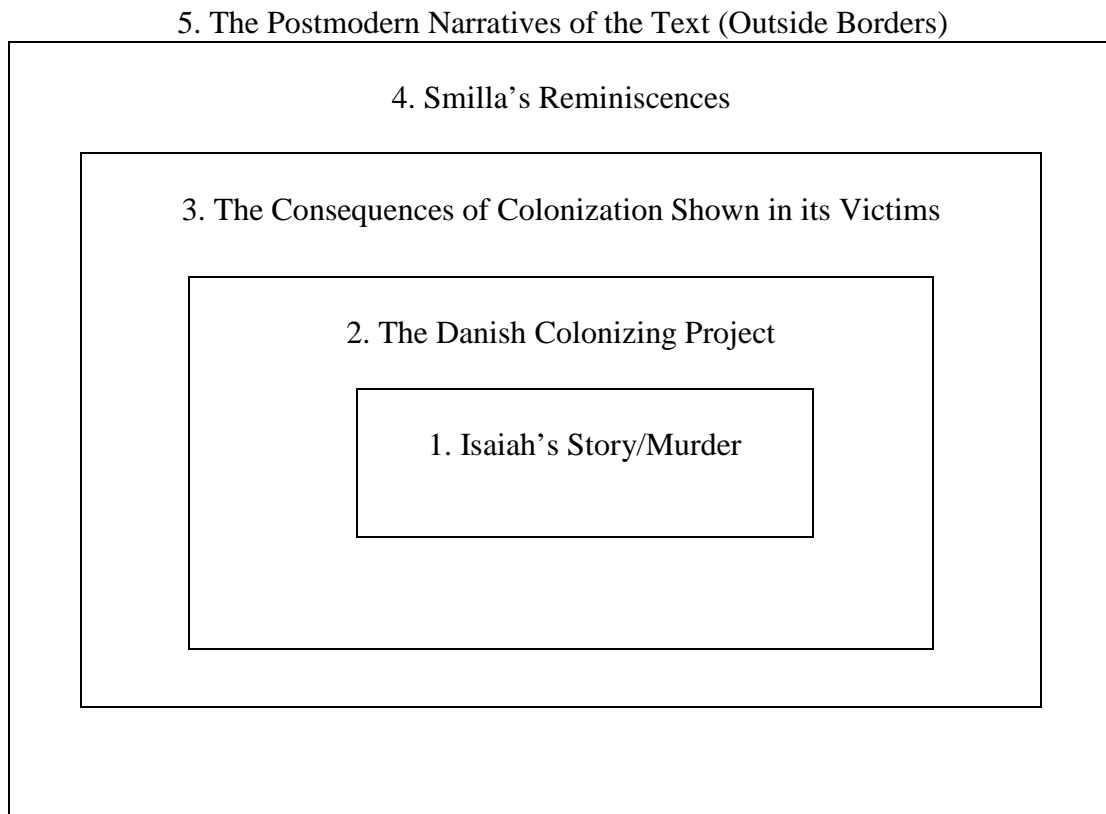 5. The Postmodern Narratives of the Text (Outside Borders)
4. Smilla’s Reminiscences
3. The Consequences of Colonization Shown in its Victims
2. The Danish Colonizing Project
1. Isaiah’s Story/Murder